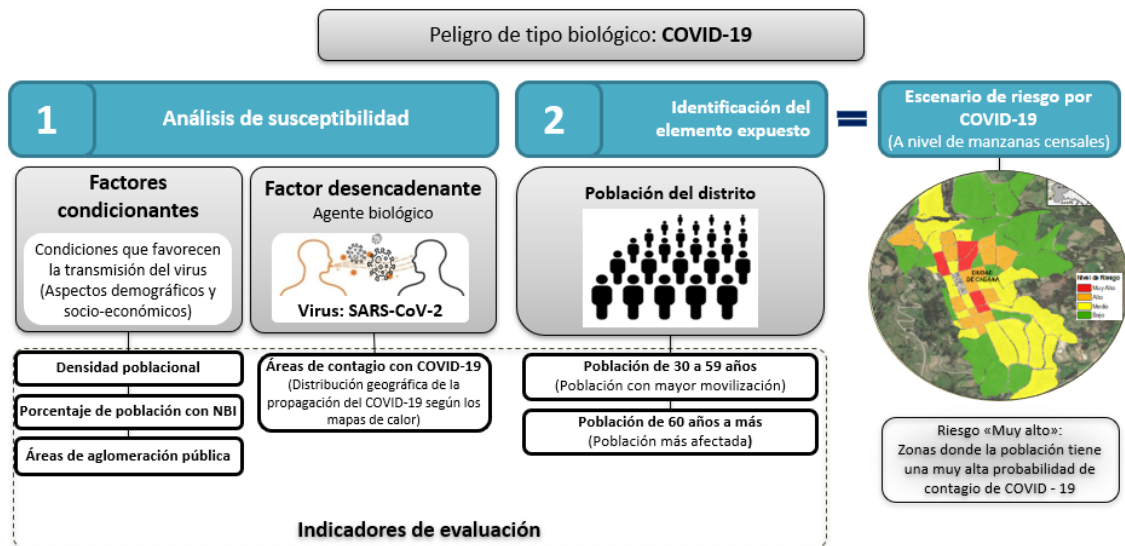 Peligro de tipo biológico: COVID-19
1
Análisis de susceptibilidad
2
Identificación del
elemento expuesto
Escenario de riesgo por
COVID-19
(A nivel de manzanas censales)
Factores
condicionantes
Condiciones que favorecen
la transmisión del virus
(Aspectos demográficos y
socio-económicos)
Factor desencadenante
Agente biológico
Virus: SARS-CoV-2
Población del distrito
CIUDAD
Nivel de Riesgo
Muy Alto
Alto
Medio
Bajo
Densidad poblacional
Porcentaje de población con NBI
Áreas de aglomeración pública
Áreas de contagio con COVID-19
(Distribución geográfica de la
propagación del COVID-19 según los
mapas de calor)
Población de 30 a 59 años
(Población con mayor movilización)
Población de 60 años a más
(Población más afectada)
Riesgo «Muy alto»:
Zonas donde la población tiene
una muy alta probabilidad de
contagio de COVID - 19
Indicadores de evaluación